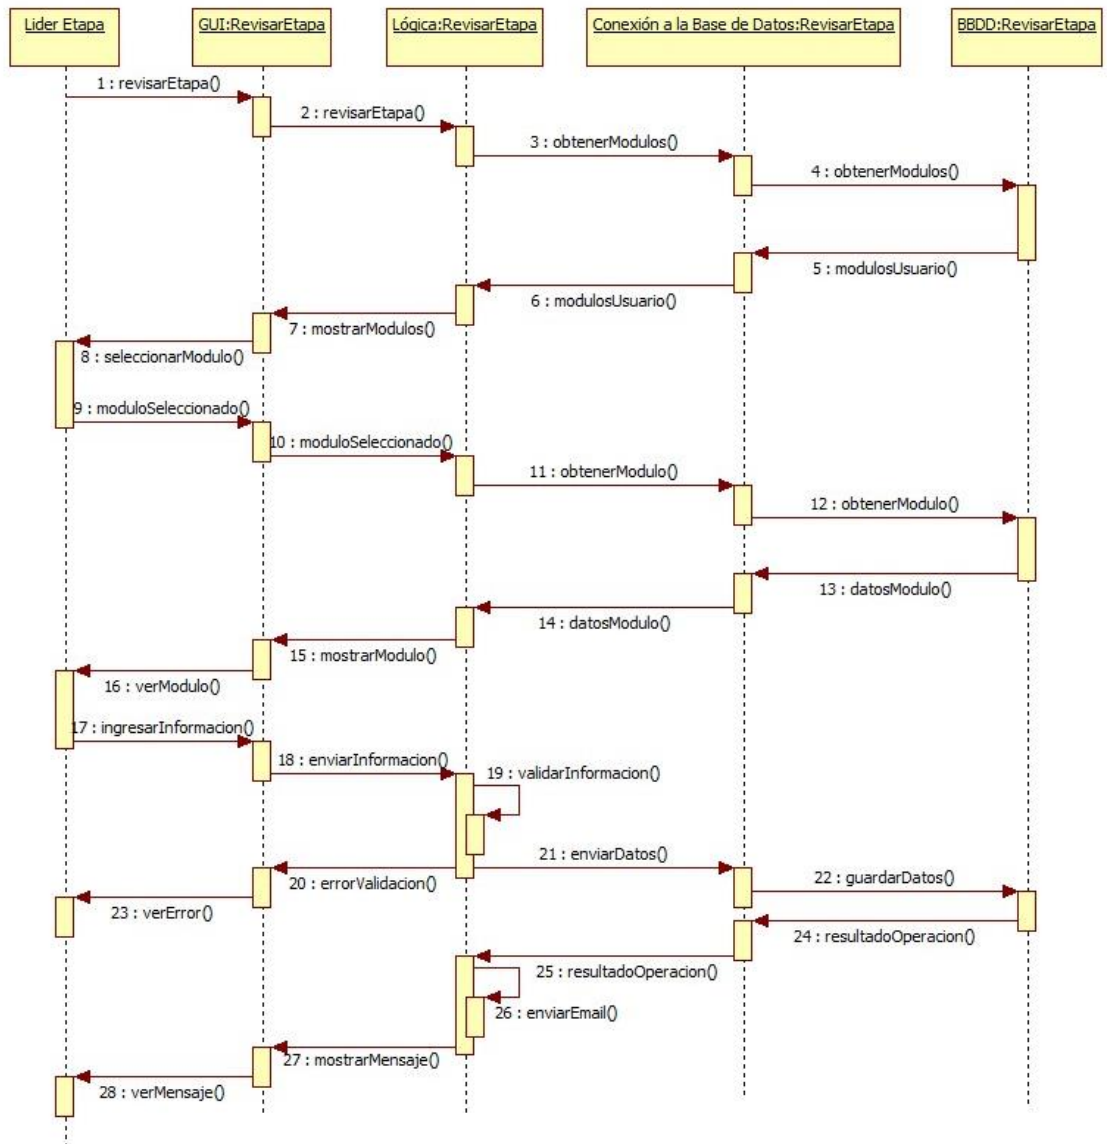 Lider Etapa
GUI:RevisarEtapa
Lógica:RevisarEtapa
Conexión a la Base de Datos:RevisarEtapa
BBDD:RevisarEtapa
1 : revisarEtapa()
2 : revisarEtapa()
3 : obtenerModulos()
4 : obtenerModulos()
5 : modulosUsuario()
6 : modulosUsuario()
7 : mostrarModulos()
8 : seleccionarModulo()
9 : moduloSeleccionado()
10 : moduloSeleccionado()
11 : obtenerModulo()
12 : obtenerModulo()
13 : datosModulo()
14 : datosModulo()
15 : mostrarModulo()
16 : verModulo()
17 : ingresarInformacion()
18 : enviarInformacion()
19 : validarInformacion()
20 : errorValidacion()
21 : enviarDatos()
22 : guardarDatos()
23 : verError()
24 : resultadoOperacion()
25 : resultadoOperacion()
26 : enviarEmail()
27 : mostrarMensaje()
28 : verMensaje()